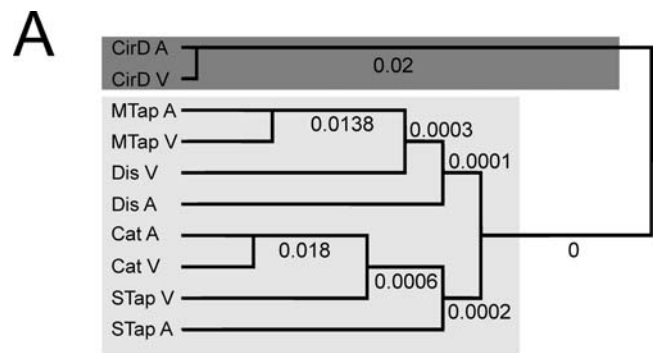 A
CirD A
CirD V
0.02
MTap A
0.0138
0.0003
MTap V
0.0001
Dis V
Dis A
Cat A
0.018
0
Cat V
0.0006
STap V
0.0002
STap A